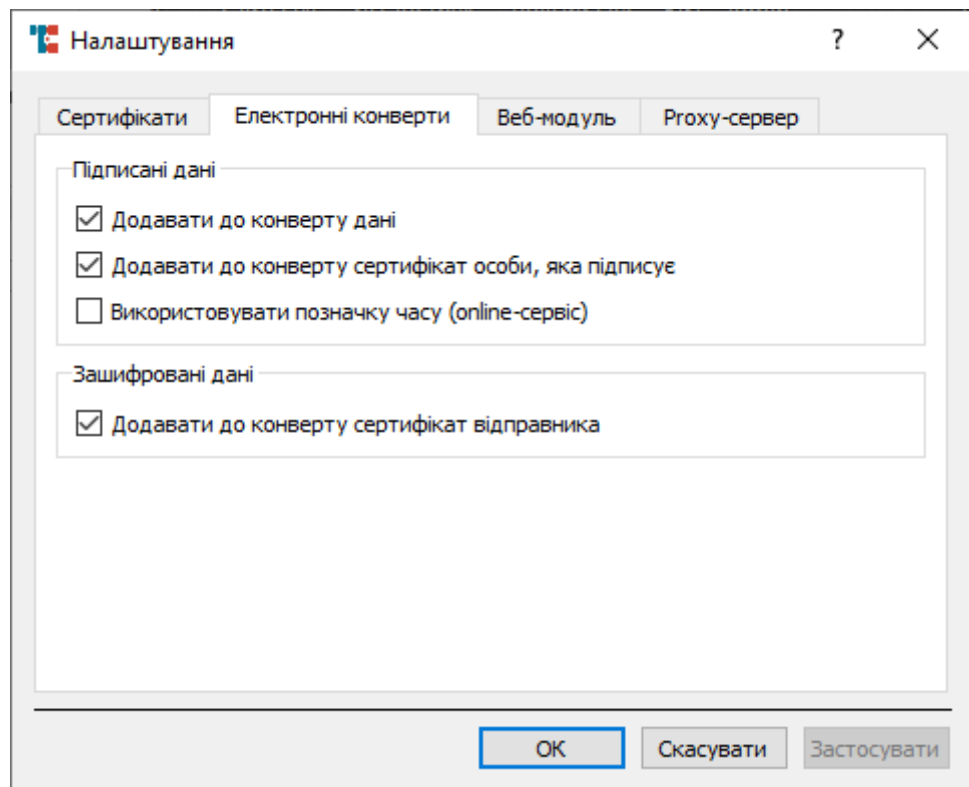 Налаштування
?
Сертифікати Електронні конверти Веб-модуль Proxy-сервер
Підписані дані
Додавати до конверту дані
Додавати до конверту сертифікат особи, яка підписує
Використовувати позначку часу (online-сервіс)
Зашифровані дані
Додавати до конверту сертифікат відправника
ОК Скасувати Застосувати